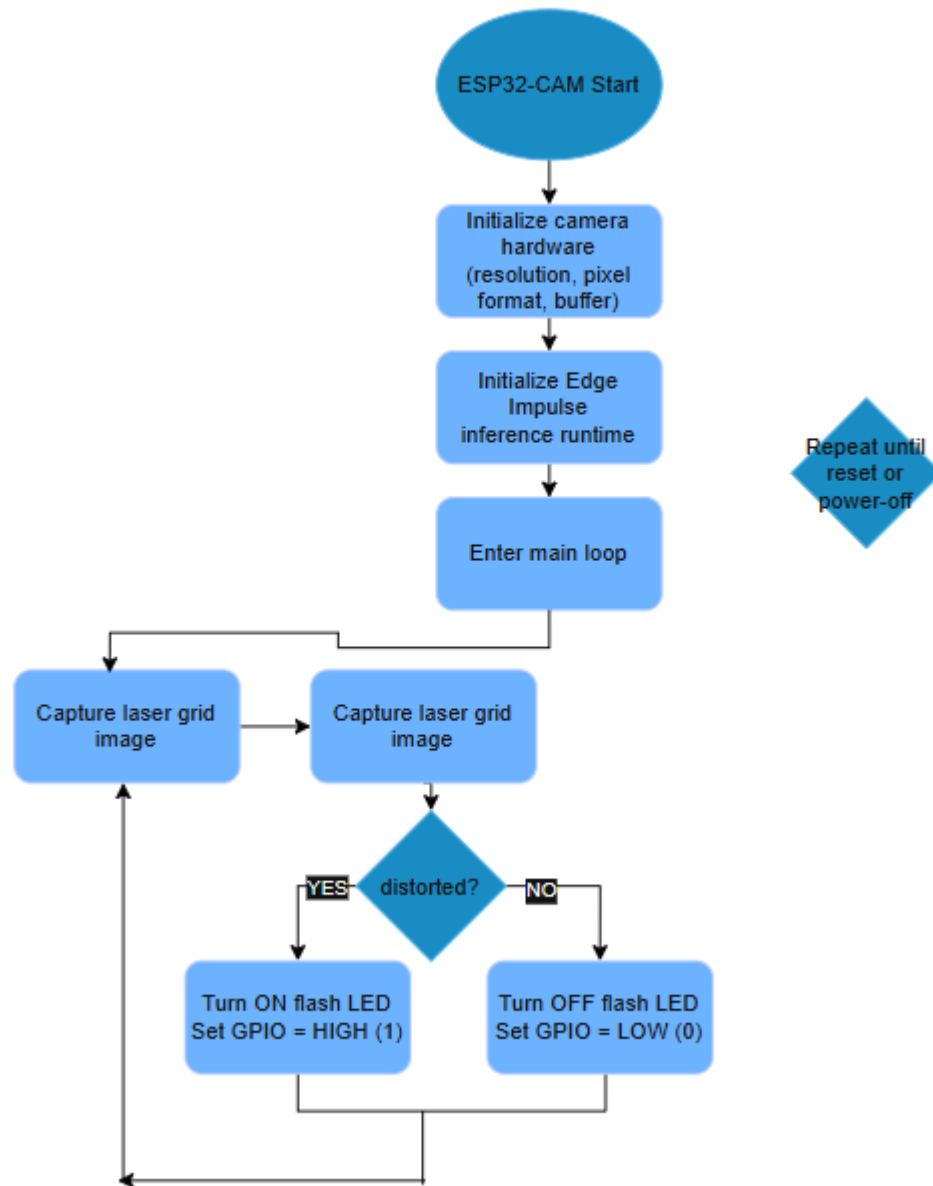 ESP32-CAM Start
Initialize camera
hardware
(resolution, pixel
format, buffer)
Initialize Edge
Impulse
inference runtime
Repeat until
reset or
power-off
Enter main loop
Capture laser grid
image
Capture laser grid
image
distorted?
YES
NO
Turn ON flash LED
Set GPIO = HIGH (1)
Turn OFF flash LED
Set GPIO = LOW (0)